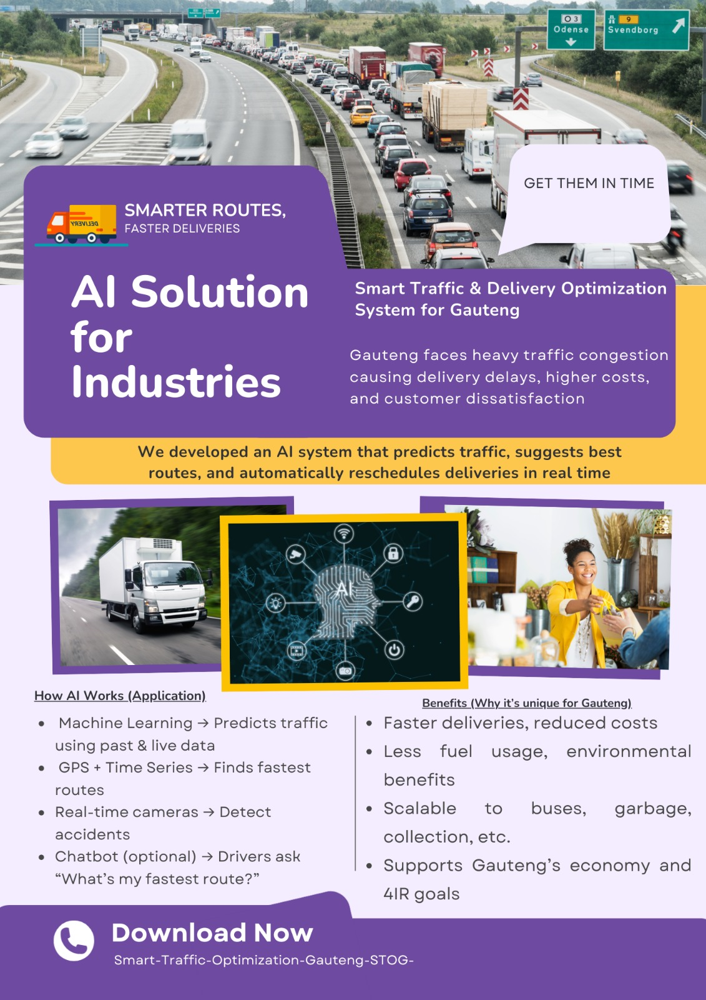 O 3
Odense
9
Svendborg
GET THEM IN TIME
SMARTER ROUTES,
FASTER DELIVERIES
DELIVERY
AI Solution
for
Industries
Smart Traffic & Delivery Optimization
System for Gauteng
Gauteng faces heavy traffic congestion
causing delivery delays, higher costs,
and customer dissatisfaction
We developed an AI system that predicts traffic, suggests best
routes, and automatically reschedules deliveries in real time
AI
How AI Works (Application)
• Machine Learning → Predicts traffic
using past & live data
• GPS + Time Series → Finds fastest
routes
• Real-time cameras → Detect
accidents
• Chatbot (optional) → Drivers ask
“What’s my fastest route?”
Benefits (Why it’s unique for Gauteng)
• Faster deliveries, reduced costs
• Less fuel usage, environmental
benefits
• Scalable to buses, garbage,
collection, etc.
• Supports Gauteng’s economy and
4IR goals
Download Now
Smart-Traffic-Optimization-Gauteng-STOG-